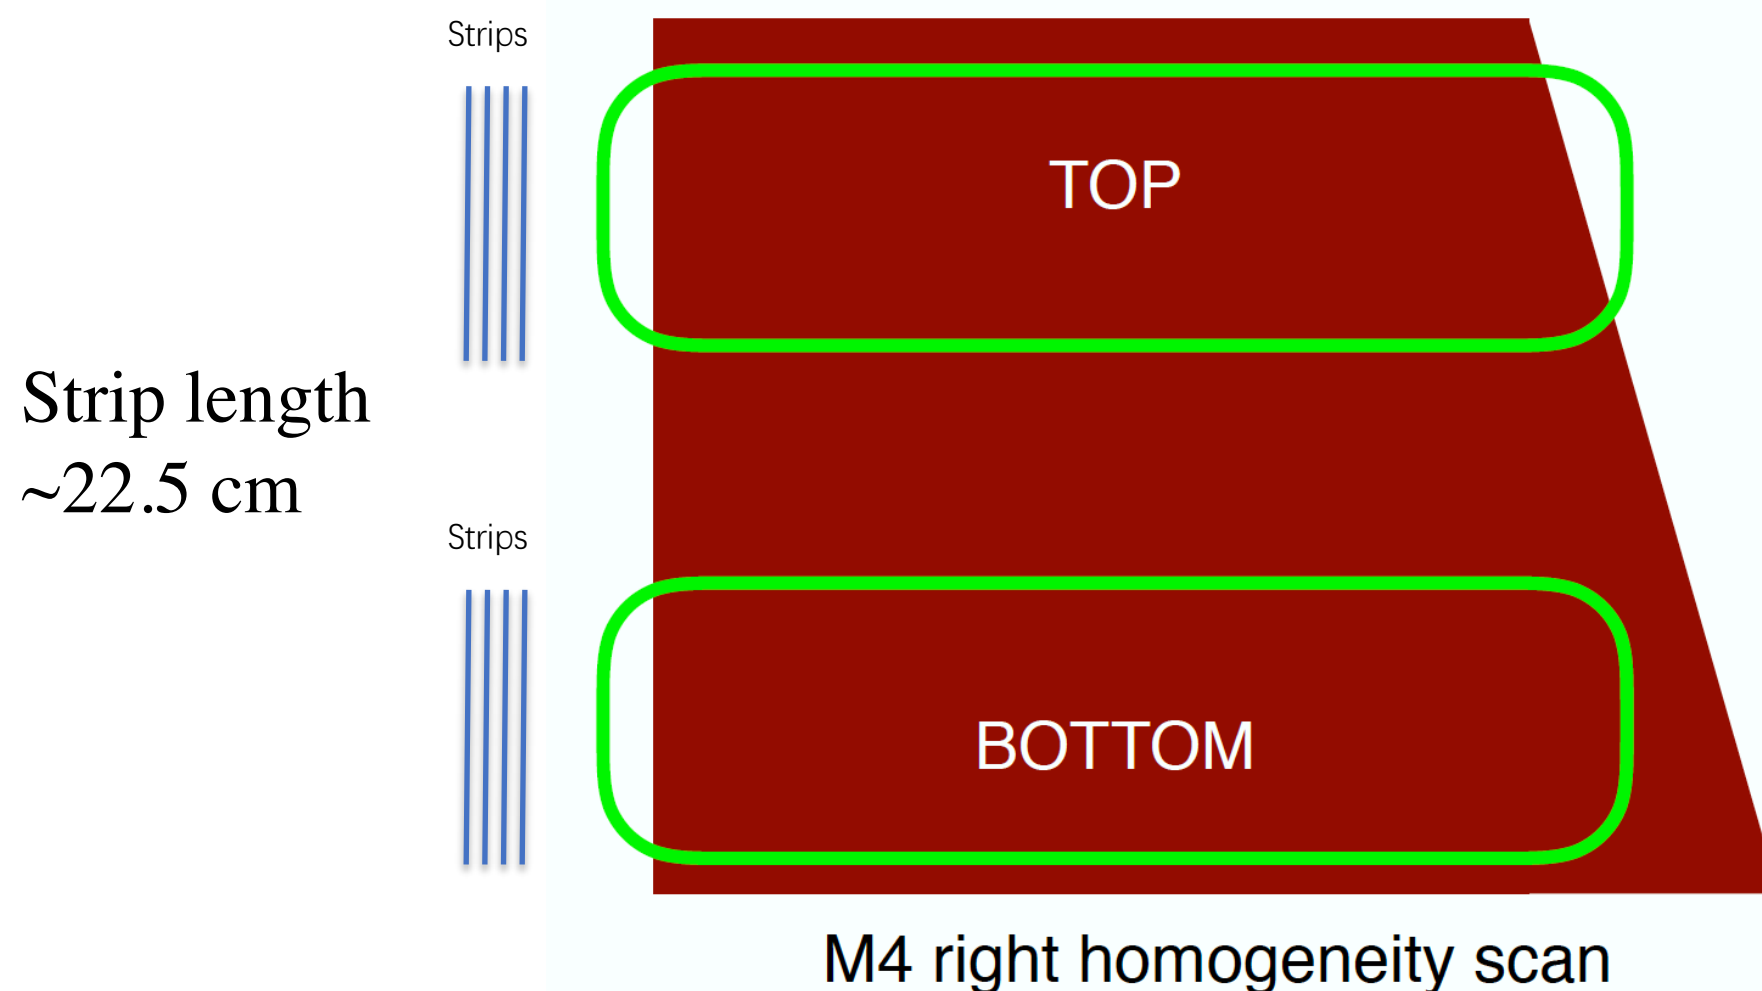 Strips
TOP
Strip length
~22.5 cm
Strips
BOTTOM
M4 right homogeneity scan